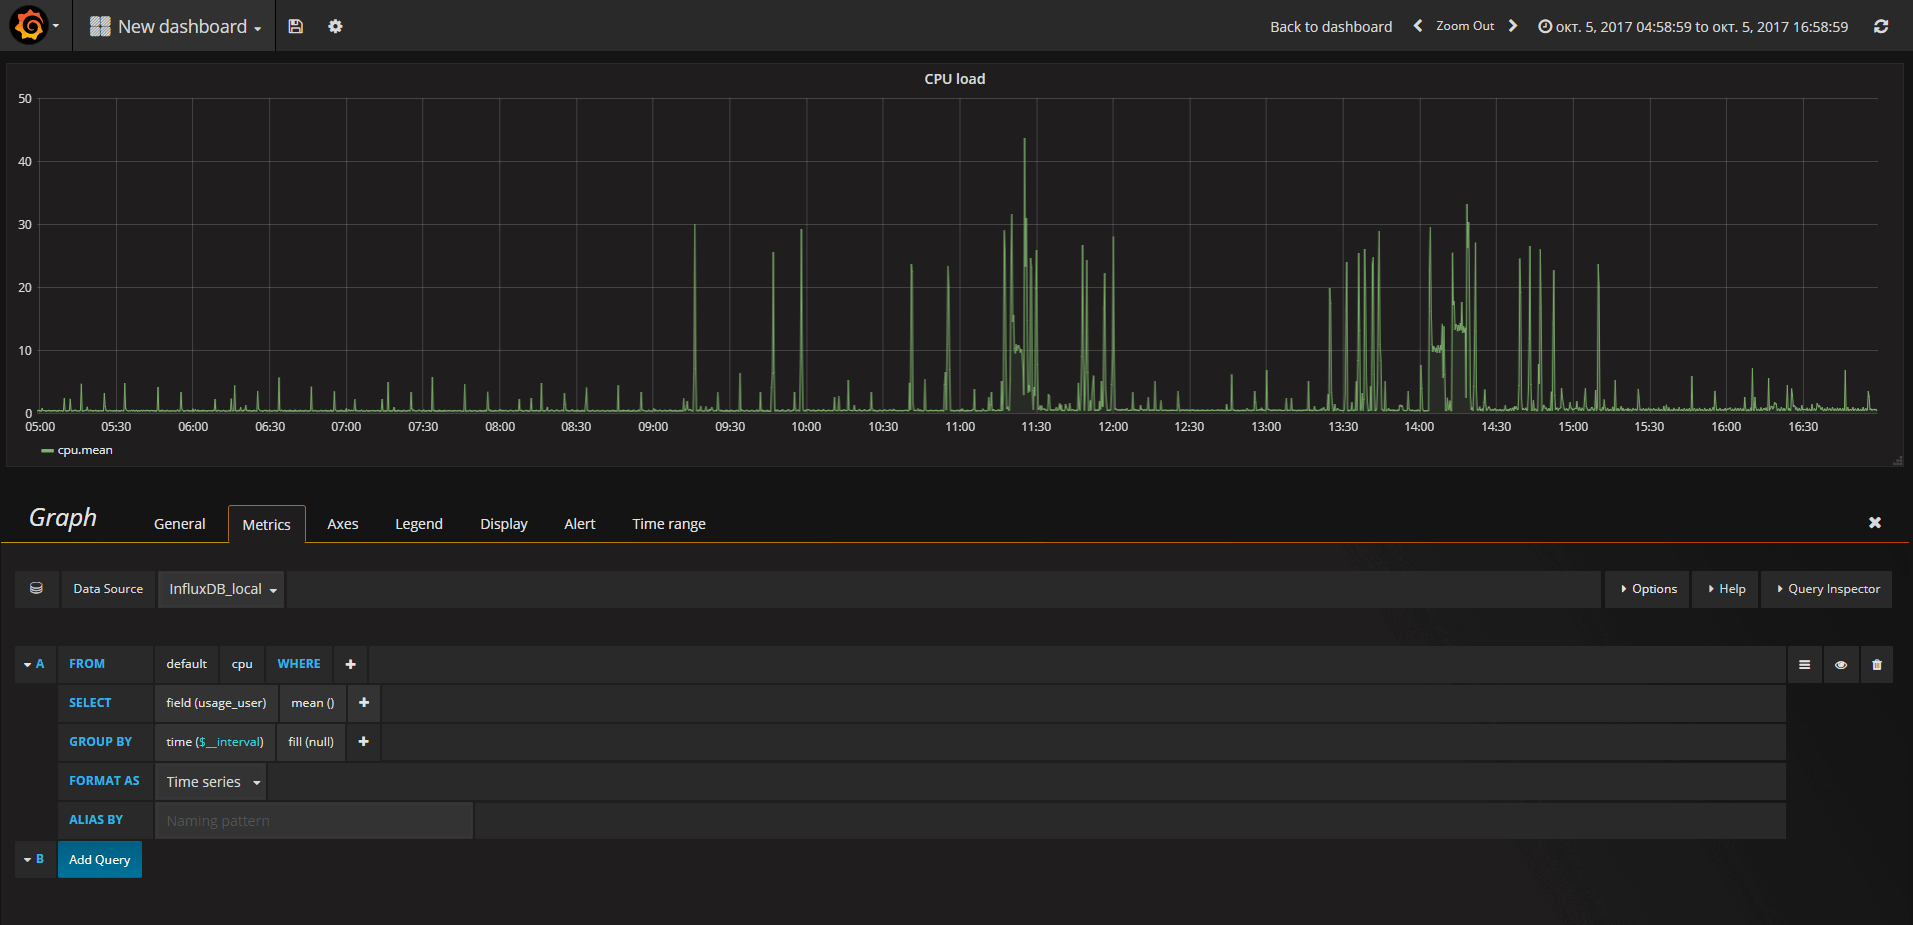 New dashboard
Back to dashboard Zoom Out окт. 5, 2017 04:58:59 to окт. 5, 2017 16:58:59
CPU load
50
40
30
20
10
0
05:00 05:30 06:00 06:30 07:00 07:30 08:00 08:30 09:00 09:30 10:00 10:30 11:00 11:30 12:00 12:30 13:00 13:30 14:00 14:30 15:00 15:30 16:00 16:30
cpu.mean
Graph General Metrics Axes Legend Display Alert Time range
Data Source InfluxDB_local Options Help Query Inspector
A FROM default cpu WHERE
SELECT field (usage_user) mean ()
GROUP BY time ($__interval) fill (null)
FORMAT AS Time series
ALIAS BY Naming pattern
B Add Query